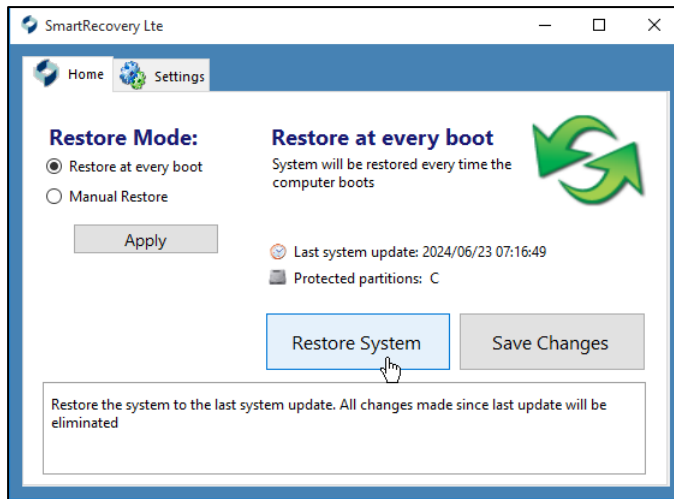 SmartRecovery Lte
Home
Settings
Restore Mode:
Restore at every boot
Manual Restore
Apply
Restore at every boot
System will be restored every time the
computer boots
Last system update: 2024/06/23 07:16:49
Protected partitions: C
Restore System
Save Changes
Restore the system to the last system update. All changes made since last update will be
eliminated